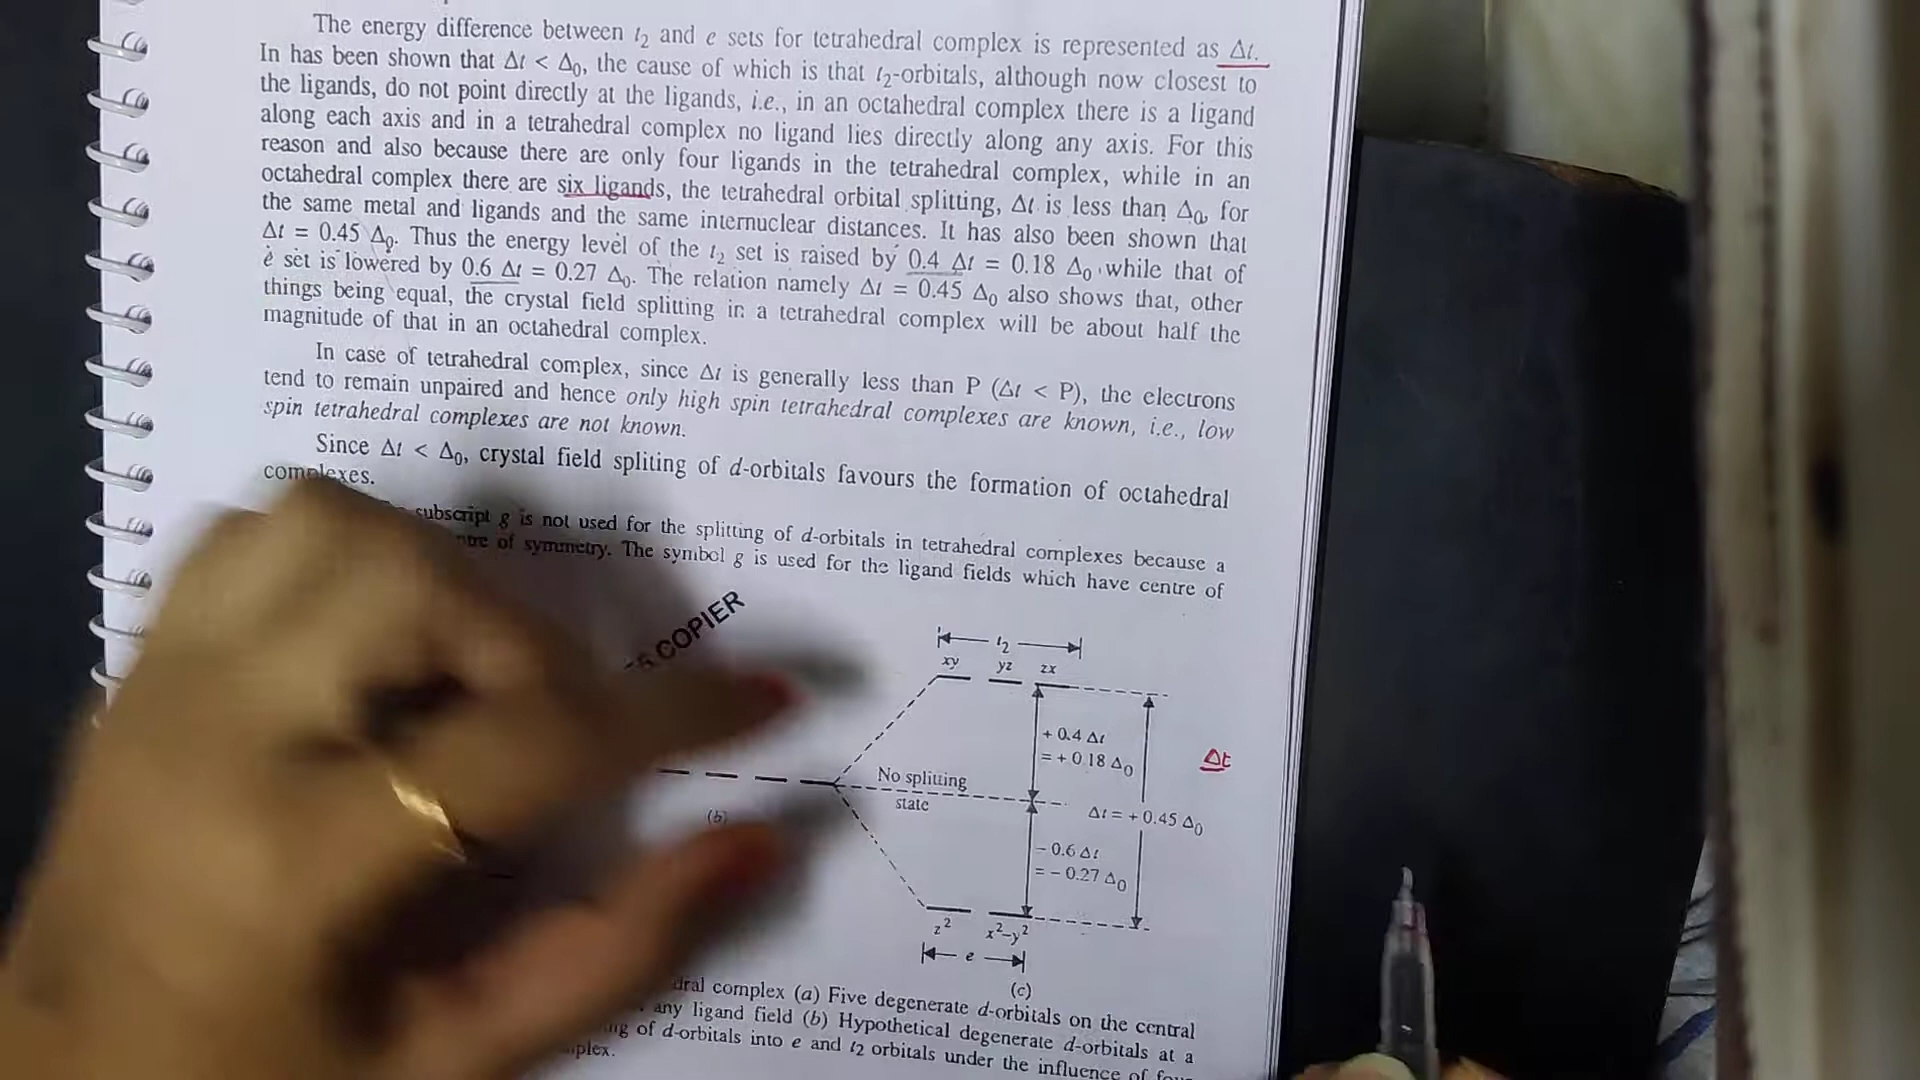 The energy difference between t2 and e sets for tetrahedral complex is represented as Δt.
In has been shown that Δt < Δ0, the cause of which is that t2-orbitals, although now closest to
the ligands, do not point directly at the ligands, i.e., in an octahedral complex there is a ligand
along each axis and in a tetrahedral complex no ligand lies directly along any axis. For this
reason and also because there are only four ligands in the tetrahedral complex, while in an
octahedral complex there are six ligands, the tetrahedral orbital splitting, Δt is less than Δ0, for
the same metal and ligands and the same internuclear distances. It has also been shown that
Δt = 0.45 Δ0. Thus the energy level of the t2 set is raised by 0.4 Δt = 0.18 Δ0 while that of
e set is lowered by 0.6 Δt = 0.27 Δ0. The relation namely Δt = 0.45 Δ0 also shows that, other
things being equal, the crystal field splitting in a tetrahedral complex will be about half the
magnitude of that in an octahedral complex.
In case of tetrahedral complex, since Δt is generally less than P (Δt < P), the electrons
tend to remain unpaired and hence only high spin tetrahedral complexes are known, i.e., low
spin tetrahedral complexes are not known.
Since Δt < Δ0, crystal field spliting of d-orbitals favours the formation of octahedral
complexes.
subscript g is not used for the splitting of d-orbitals in tetrahedral complexes because a
of symmetry. The symbol g is used for the ligand fields which have centre of
COPIER
t2
xy yz zx
+ 0.4 Δt
= + 0.18 Δ0
Δt
No splitting
state
Δt = + 0.45 Δ0
(b)
- 0.6 Δt
= - 0.27 Δ0
z2 x2-y2
e
(c)
complex (a) Five degenerate d-orbitals on the central
any ligand field (b) Hypothetical degenerate d-orbitals at a
of d-orbitals into e and t2 orbitals under the influence of